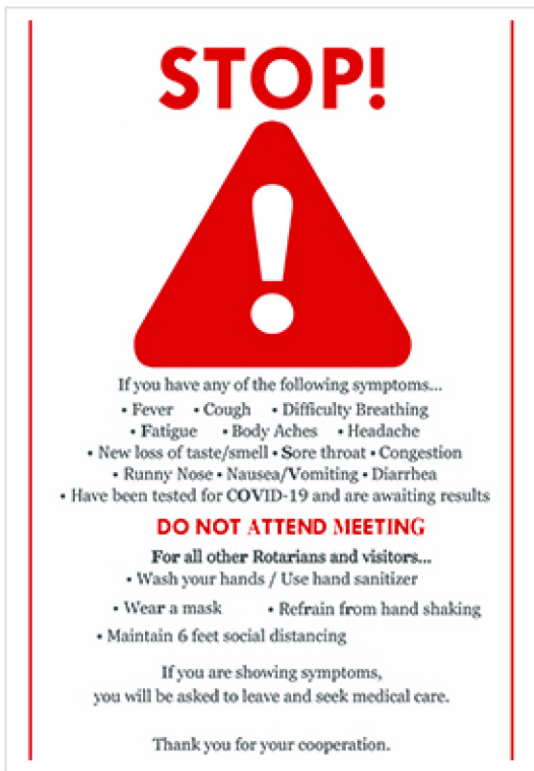 STOP!
If you have any of the following symptoms...
• Fever • Cough • Difficulty Breathing
• Fatigue • Body Aches • Headache
• New loss of taste/smell • Sore throat • Congestion
• Runny Nose • Nausea/Vomiting • Diarrhea
• Have been tested for COVID-19 and are awaiting results
DO NOT ATTEND MEETING
For all other Rotarians and visitors...
• Wash your hands / Use hand sanitizer
• Wear a mask • Refrain from hand shaking
• Maintain 6 feet social distancing
If you are showing symptoms,
you will be asked to leave and seek medical care.
Thank you for your cooperation.